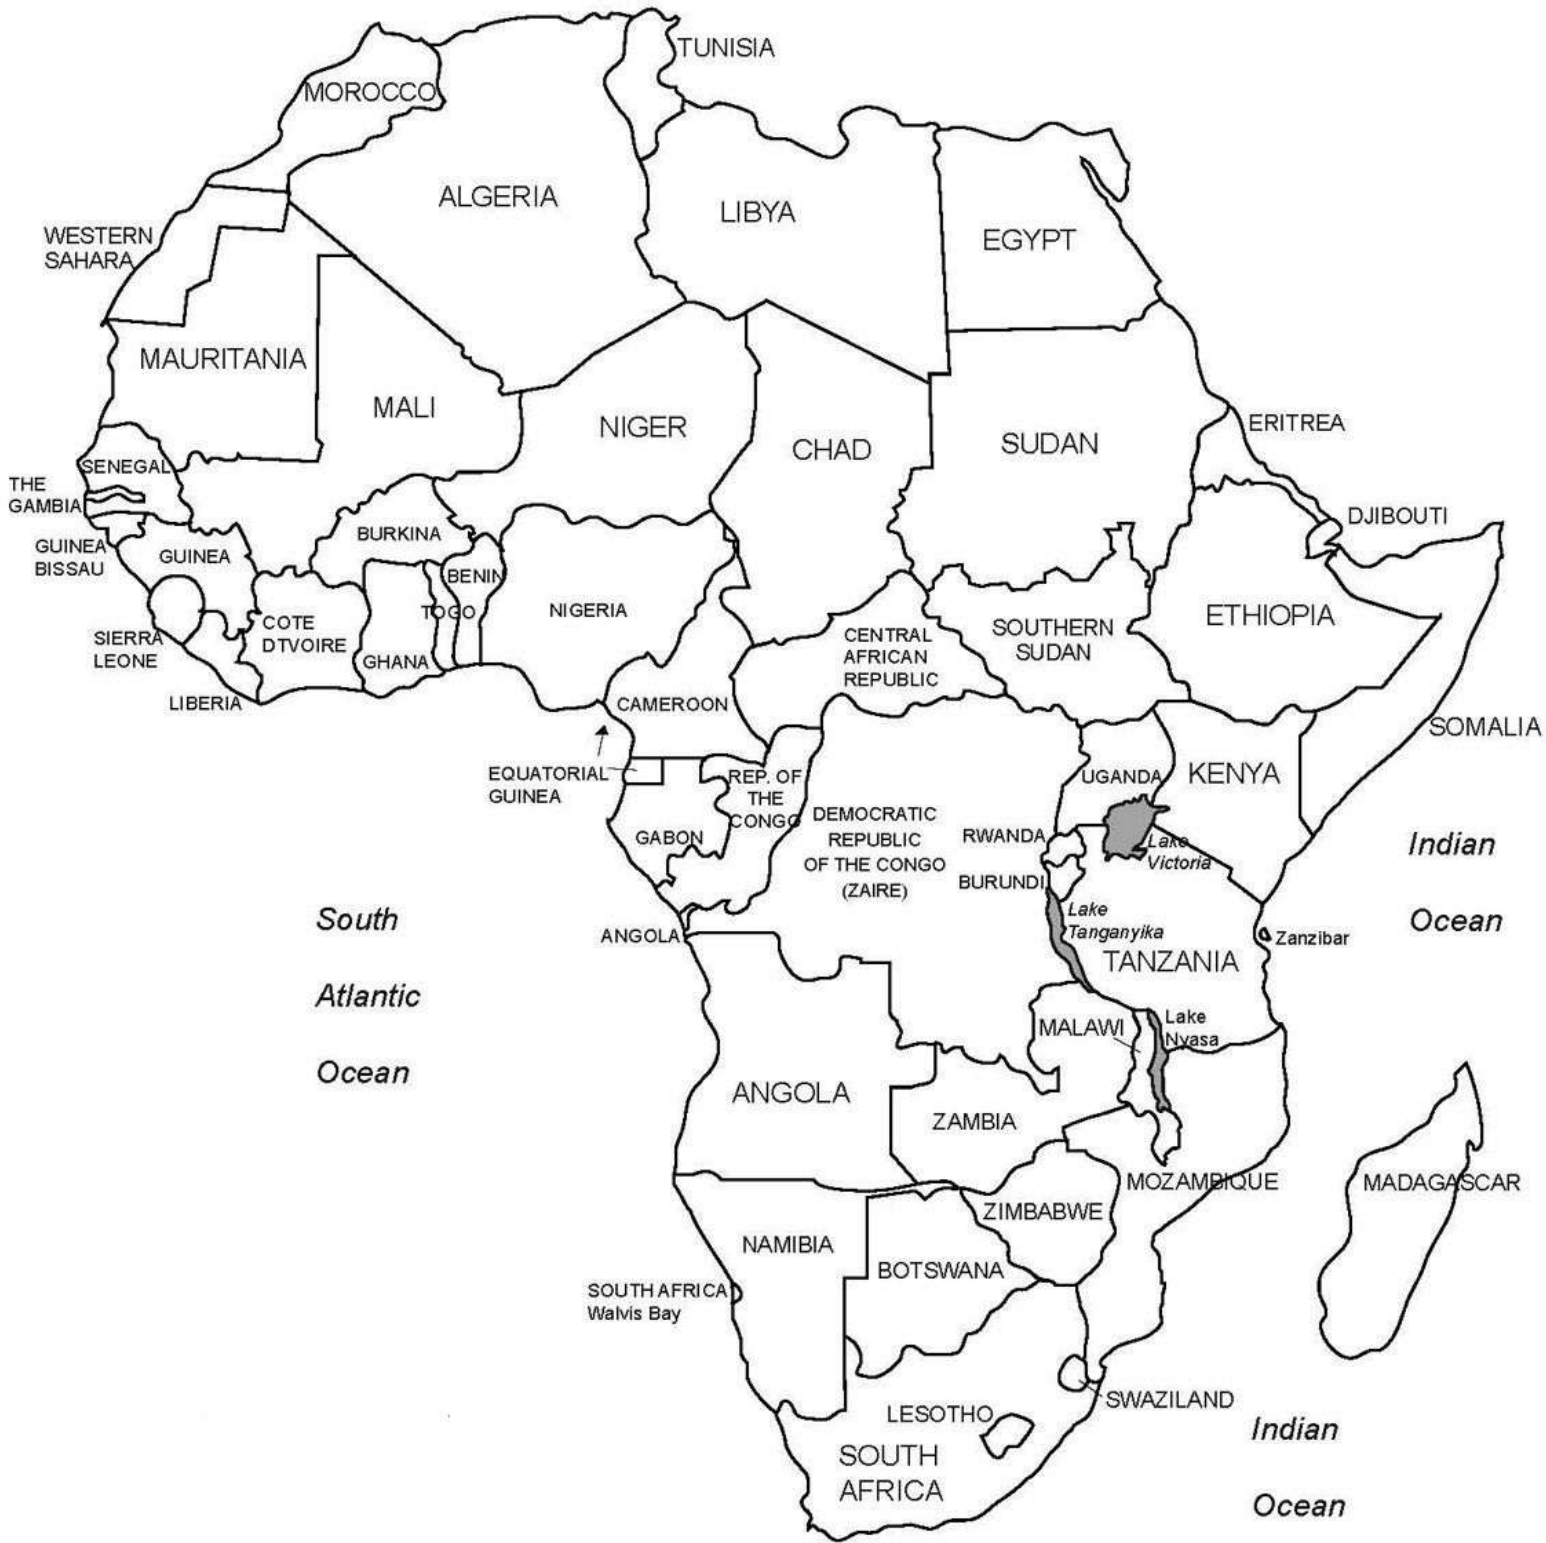 TUNISIA
MOROCCO
ALGERIA
LIBYA
EGYPT
WESTERN
SAHARA
MAURITANIA
MALI
NIGER
CHAD
SUDAN
ERITREA
SENEGAL
THE
GAMBIA
DJIBOUTI
BURKINA
GUINEA
BISSAU
GUINEA
BENIN
NIGERIA
TOGO
ETHIOPIA
COTE
DTVOIRE
SIERRA
LEONE
GHANA
CENTRAL
AFRICAN
REPUBLIC
SOUTHERN
SUDAN
LIBERIA
CAMEROON
SOMALIA
EQUATORIAL
GUINEA
REP. OF
THE
CONGO
UGANDA
KENYA
GABON
DEMOCRATIC
REPUBLIC
OF THE CONGO
(ZAIRE)
RWANDA
Lake
Victoria
Indian
Ocean
BURUNDI
Lake
Tanganyika
South
Atlantic
Ocean
ANGOLA
Zanzibar
TANZANIA
MALAWI
Lake
Nyasa
ANGOLA
ZAMBIA
MOZAMBIQUE
MADAGASCAR
ZIMBABWE
NAMIBIA
BOTSWANA
SOUTH AFRICA
Walvis Bay
SWAZILAND
LESOTHO
SOUTH
AFRICA
Indian
Ocean